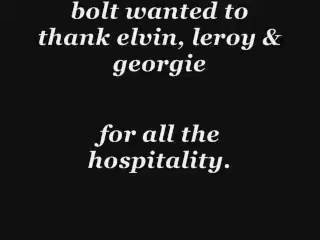 bolt wanted to
thank elvin, leroy &
georgie
for all the
hospitality.